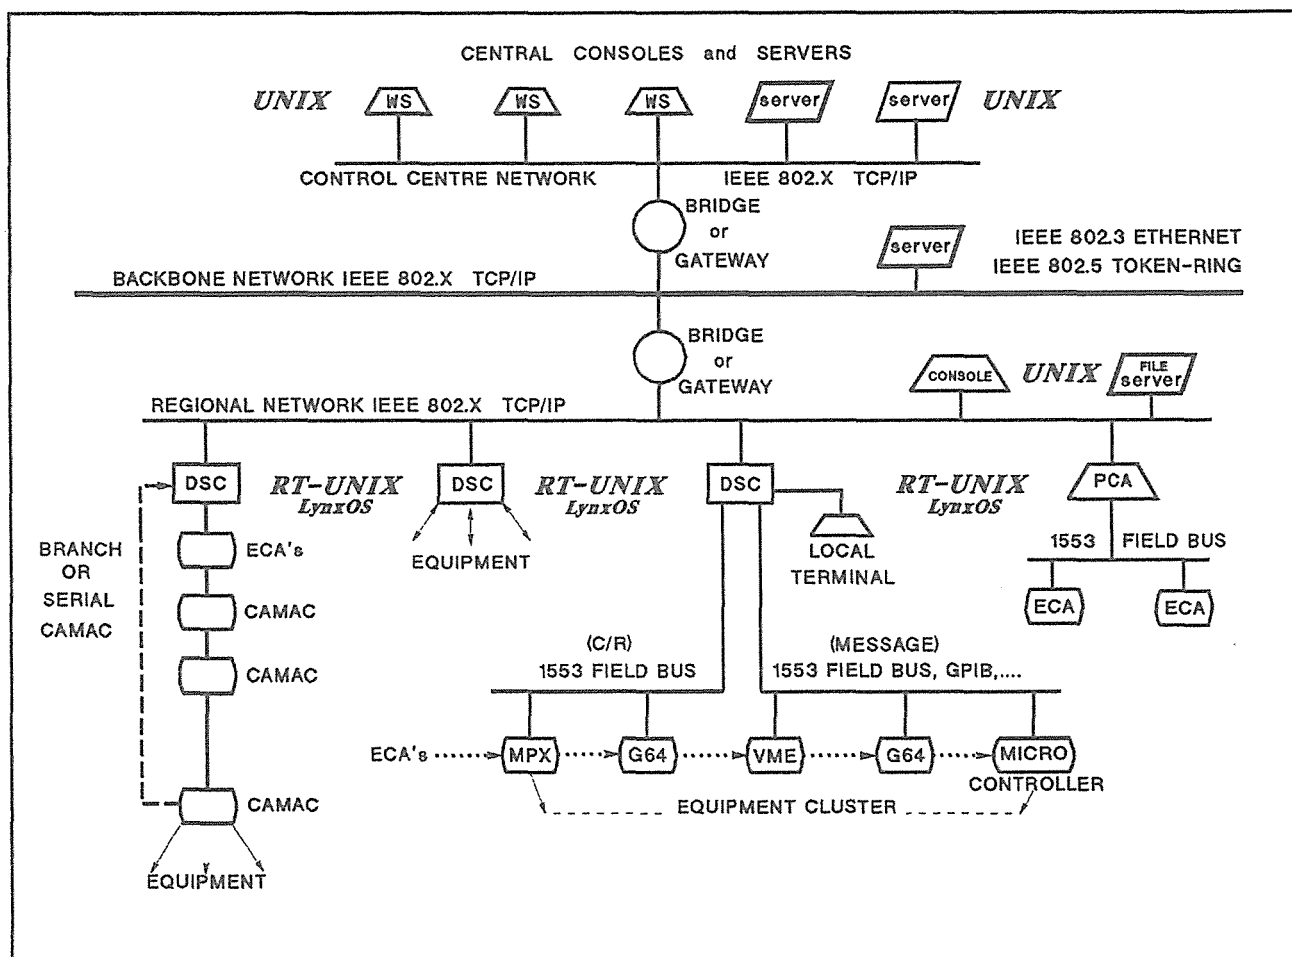 CENTRAL CONSOLES and SERVERS
UNIX WS WS WS server server UNIX
CONTROL CENTRE NETWORK IEEE 802.X TCP/IP
BRIDGE
or
GATEWAY
server
IEEE 802.3 ETHERNET
IEEE 802.5 TOKEN-RING
BACKBONE NETWORK IEEE 802.X TCP/IP
BRIDGE
or
GATEWAY
CONSOLE UNIX FILE
server
REGIONAL NETWORK IEEE 802.X TCP/IP
DSC RT-UNIX
LynxOS
DSC RT-UNIX
LynxOS
DSC RT-UNIX
LynxOS
PCA
BRANCH
OR
SERIAL
CAMAC
ECA's
CAMAC
CAMAC
CAMAC
EQUIPMENT
EQUIPMENT
LOCAL
TERMINAL
1553 FIELD BUS
ECA ECA
(C/R)
1553 FIELD BUS
(MESSAGE)
1553 FIELD BUS, GPIB,....
ECA's MPX G64 VME G64 MICRO
CONTROLLER
EQUIPMENT CLUSTER